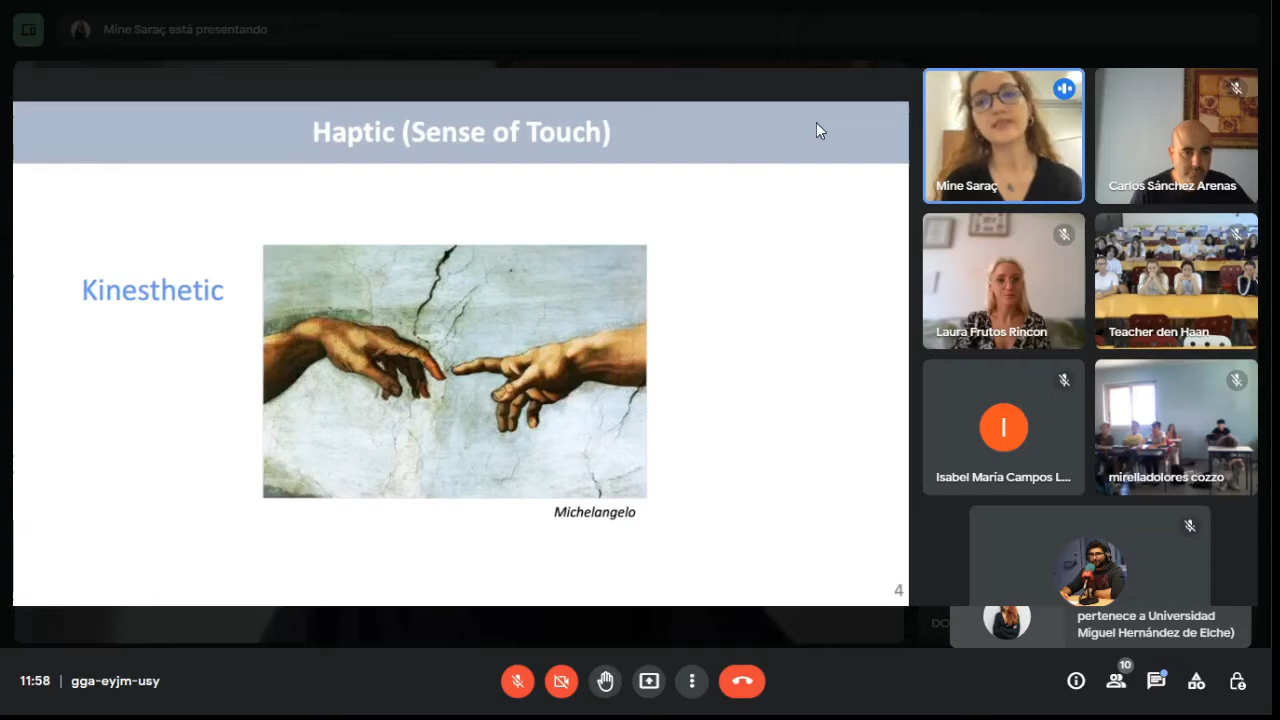 Mine Saraç está presentando
Haptic (Sense of Touch)
Kinesthetic
Michelangelo
4
Mine Saraç
Carlos Sánchez Arenas
Laura Frutos Rincon
Teacher den Haan
I
Isabel María Campos L...
mirelladolores cozzo
pertenece a Universidad
Miguel Hernández de Elche)
11:58 | gga-eyjm-usy
10